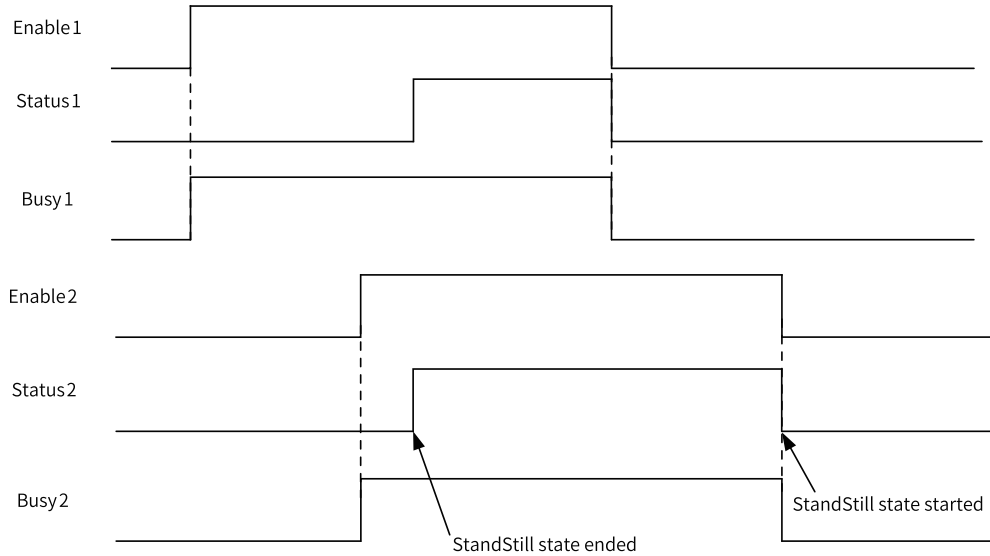 Enable1
Status1
Busy1
Enable2
Status2
Busy2
StandStill state started
StandStill state ended